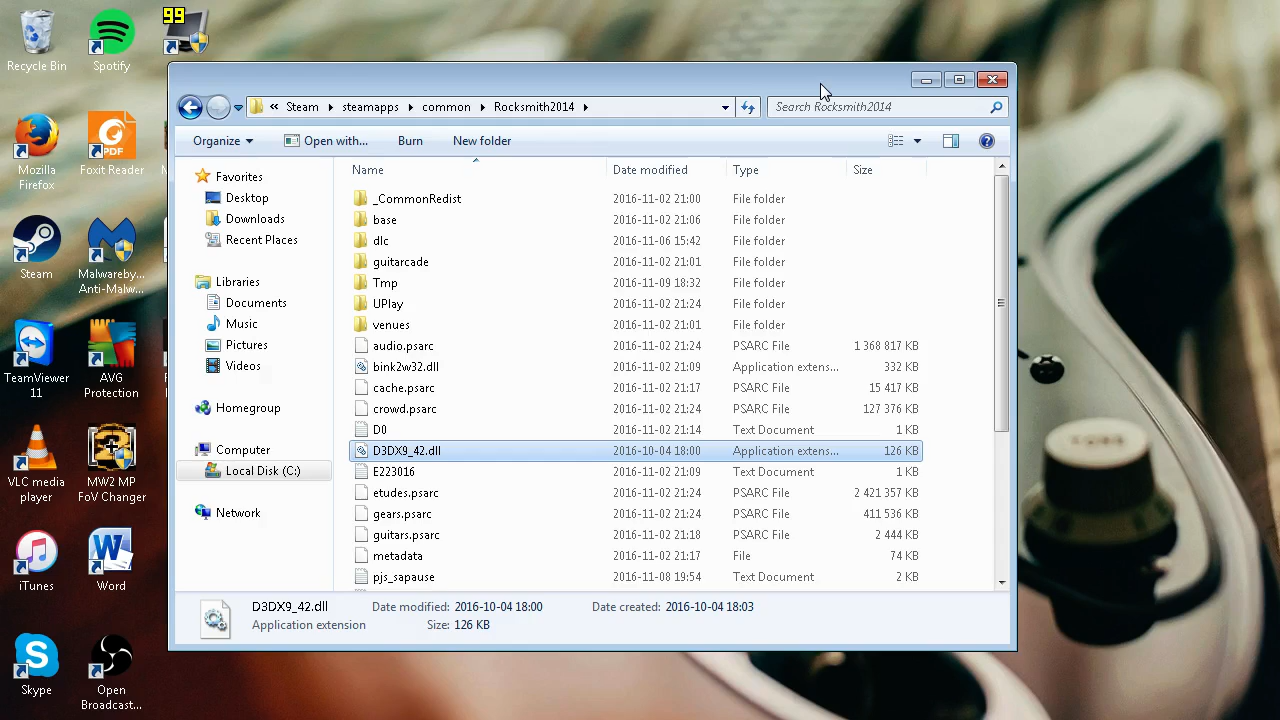 99
Recycle Bin
Spotify
Mozilla
Firefox
PDF
Foxit Reader
Steam
Malwareby...
Anti-Malw...
TeamViewer
11
AVG
Protection
VLC media
player
MW2 MP
FoV Changer
iTunes
Word
Skype
Open
Broadcast...
« Steam steamapps common Rocksmith2014
Search Rocksmith2014
Organize Open with... Burn New folder
Favorites
Desktop
Downloads
Recent Places
Libraries
Documents
Music
Pictures
Videos
Homegroup
Computer
Local Disk (C:)
Network
Name Date modified Type Size
_CommonRedist 2016-11-02 21:00 File folder
base 2016-11-02 21:06 File folder
dlc 2016-11-06 15:42 File folder
guitarcade 2016-11-02 21:01 File folder
Tmp 2016-11-09 18:32 File folder
UPlay 2016-11-02 21:24 File folder
venues 2016-11-02 21:01 File folder
audio.psarc 2016-11-02 21:24 PSARC File 1 368 817 KB
bink2w32.dll 2016-11-02 21:09 Application extens... 332 KB
cache.psarc 2016-11-02 21:17 PSARC File 15 417 KB
crowd.psarc 2016-11-02 21:24 PSARC File 127 376 KB
D0 2016-11-02 21:14 Text Document 1 KB
D3DX9_42.dll 2016-10-04 18:00 Application extens... 126 KB
E223016 2016-11-02 21:09 Text Document 1 KB
etudes.psarc 2016-11-02 21:24 PSARC File 2 421 357 KB
gears.psarc 2016-11-02 21:24 PSARC File 411 536 KB
guitars.psarc 2016-11-02 21:18 PSARC File 2 444 KB
metadata 2016-11-02 21:17 File 74 KB
pjs_sapause 2016-11-08 19:54 Text Document 2 KB
D3DX9_42.dll Date modified: 2016-10-04 18:00 Date created: 2016-10-04 18:03
Application extension Size: 126 KB
TONE